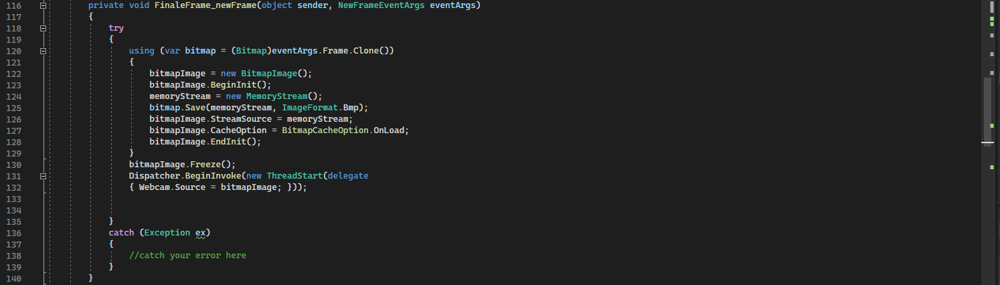 116 private void FinaleFrame_newFrame(object sender, NewFrameEventArgs eventArgs)
117 {
118 try
119 {
120 using (var bitmap = (Bitmap)eventArgs.Frame.Clone())
121 {
122 bitmapImage = new BitmapImage();
123 bitmapImage.BeginInit();
124 memoryStream = new MemoryStream();
125 bitmap.Save(memoryStream, ImageFormat.Bmp);
126 bitmapImage.StreamSource = memoryStream;
127 bitmapImage.CacheOption = BitmapCacheOption.OnLoad;
128 bitmapImage.EndInit();
129 }
130 bitmapImage.Freeze();
131 Dispatcher.BeginInvoke(new ThreadStart(delegate
132 { Webcam.Source = bitmapImage; }));
133
134
135 }
136 catch (Exception ex)
137 {
138 //catch your error here
139 }
140 }